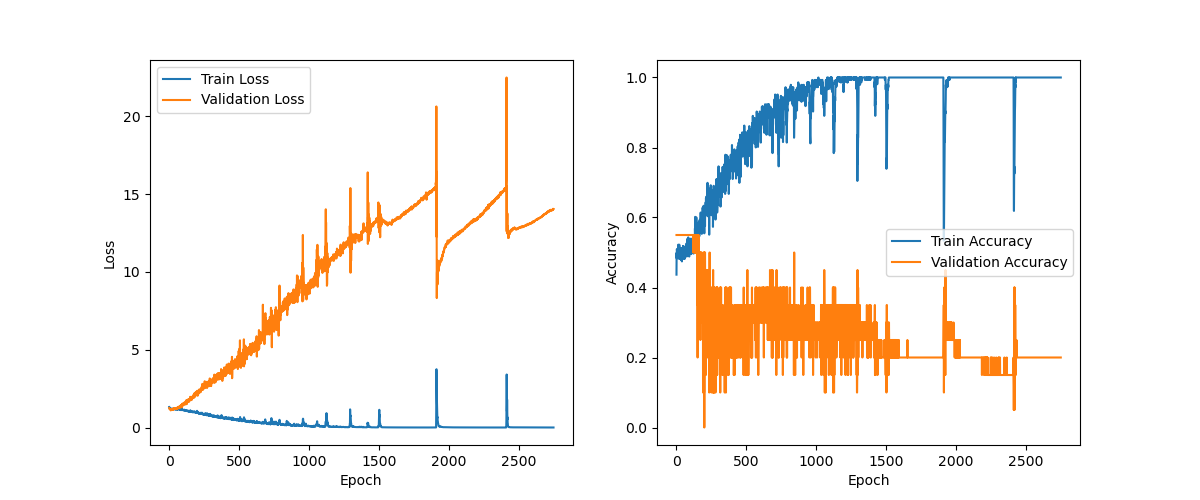 Train Loss
Validation Loss
20
15
10
5
0
Loss
0 500 1000 1500 2000 2500
Epoch
1.0
0.8
0.6
0.4
0.2
0.0
Accuracy
Train Accuracy
Validation Accuracy
0 500 1000 1500 2000 2500
Epoch